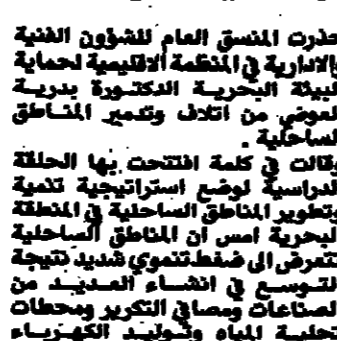 حذرت المنسق العام للشؤون الفنية
والادارية في المنظمة الاقليمية لحماية
البيئة البحرية الدكتورة بدرية
العوضي من اتلاف وتدمير المناطق
الساحلية .
وقالت في كلمة افتتحت بها الحلقة
الدراسية لوضع استراتيجية تنمية
وتطوير المناطق الساحلية في المنطقة
البحرية امس ان المناطق الساحلية
تتعرض الى ضغط تنموي شديد نتيجة
التوسع في انشاء العديد من
الصناعات ومصافي التكرير ومحطات
تحلية المياه وتوليد الكهرباء